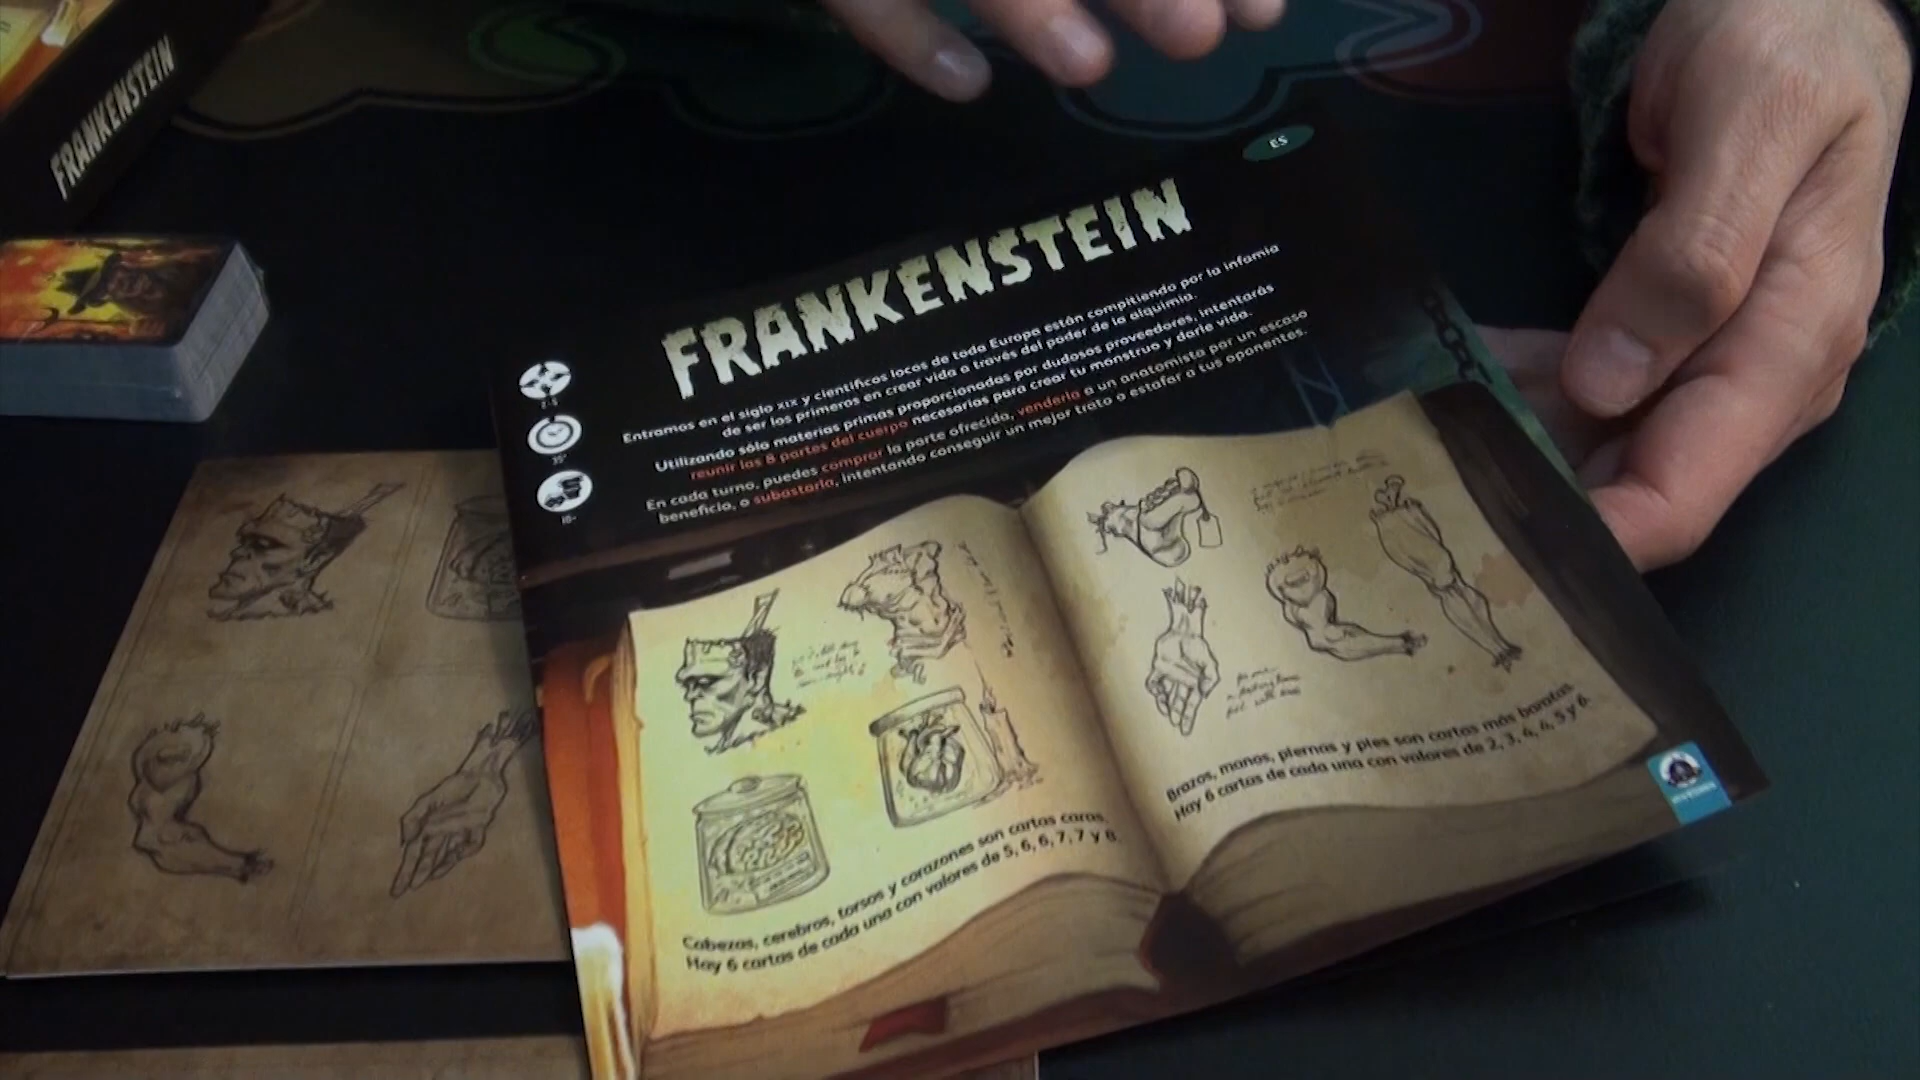 FRANKENSTEIN
ES
FRANKENSTEIN
Entramos en el siglo XIX y científicos locos de toda Europa están compitiendo por la infamia
de ser los primeros en crear vida a través del poder de la alquimia.
Utilizando sólo materias primas proporcionadas por dudosos proveedores, intentarás
reunir las 8 partes del cuerpo necesarias para crear tu monstruo y darle vida.
En cada turno, puedes comprar la parte ofrecida, venderla a un anatomista por un escaso
beneficio, o subastarla, intentando conseguir un mejor trato o estafar a tus oponentes.
2-5
35'
10+
Cabezas, cerebros, torsos y corazones son cartas caras.
Hay 6 cartas de cada una con valores de 5, 6, 6, 7, 7 y 8.
Brazos, manos, piernas y pies son cartas más baratas.
Hay 6 cartas de cada una con valores de 2, 3, 4, 4, 5 y 6.